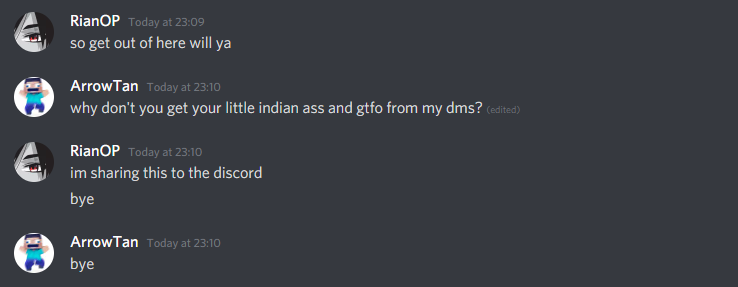 RianOP Today at 23:09
so get out of here will ya
ArrowTan Today at 23:10
why don't you get your little indian ass and gtfo from my dms? (edited)
RianOP Today at 23:10
im sharing this to the discord
bye
ArrowTan Today at 23:10
bye